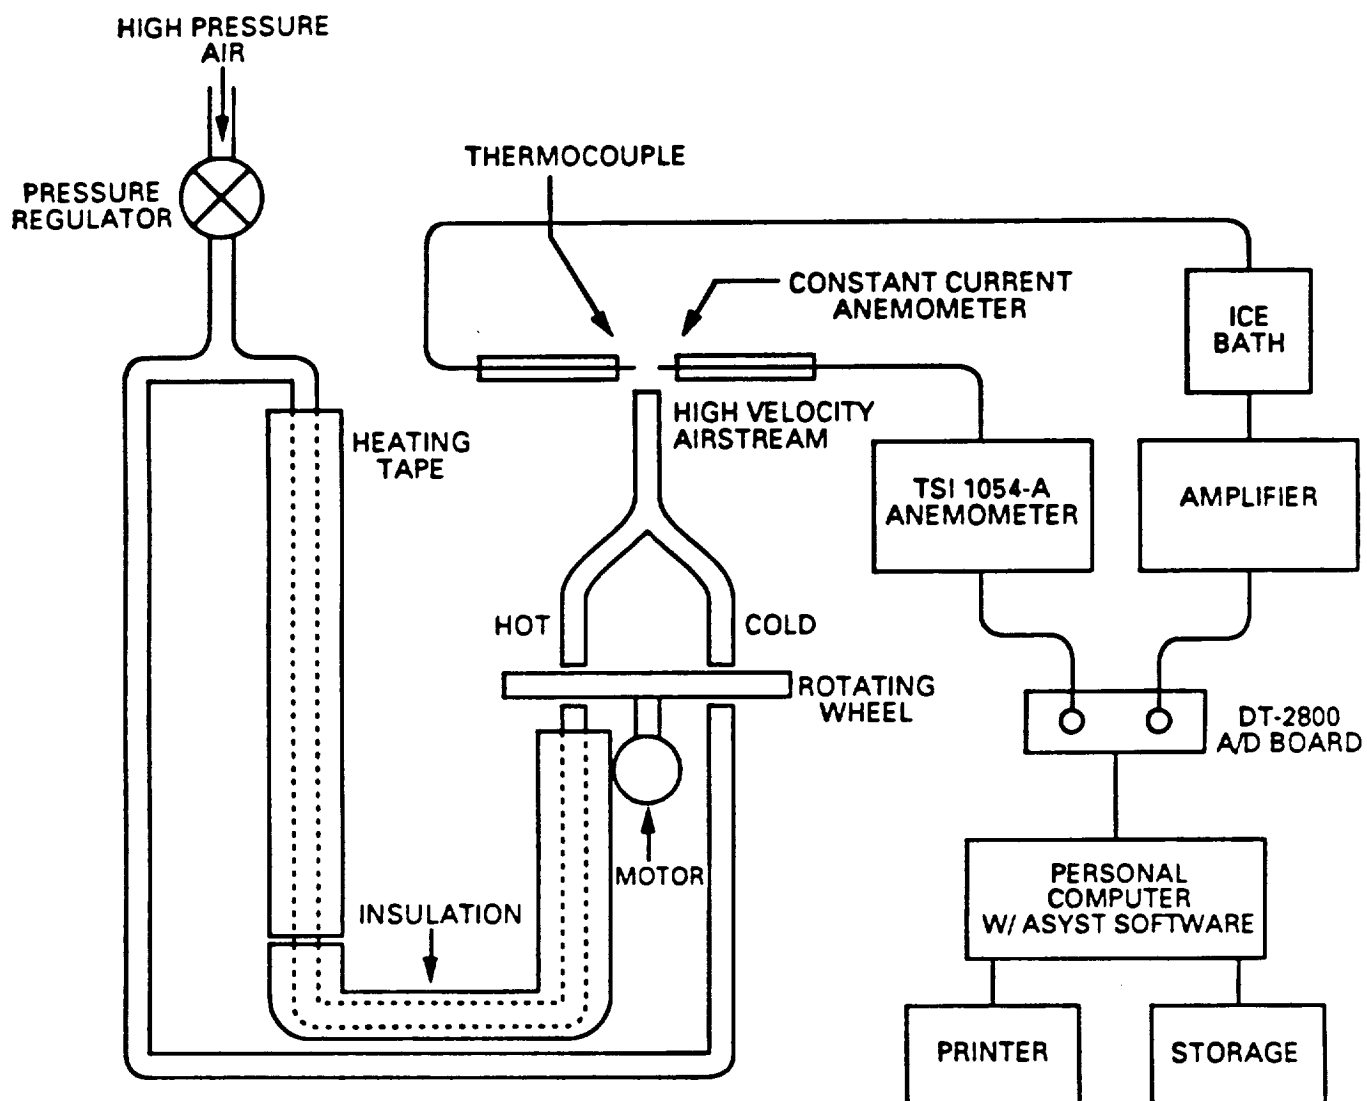 HIGH PRESSURE
AIR
PRESSURE
REGULATOR
THERMOCOUPLE
CONSTANT CURRENT
ANEMOMETER
ICE
BATH
HIGH VELOCITY
AIRSTREAM
HEATING
TAPE
TSI 1054-A
ANEMOMETER
AMPLIFIER
HOT
COLD
ROTATING
WHEEL
DT-2800
A/D BOARD
MOTOR
INSULATION
PERSONAL
COMPUTER
W/ ASYST SOFTWARE
PRINTER
STORAGE